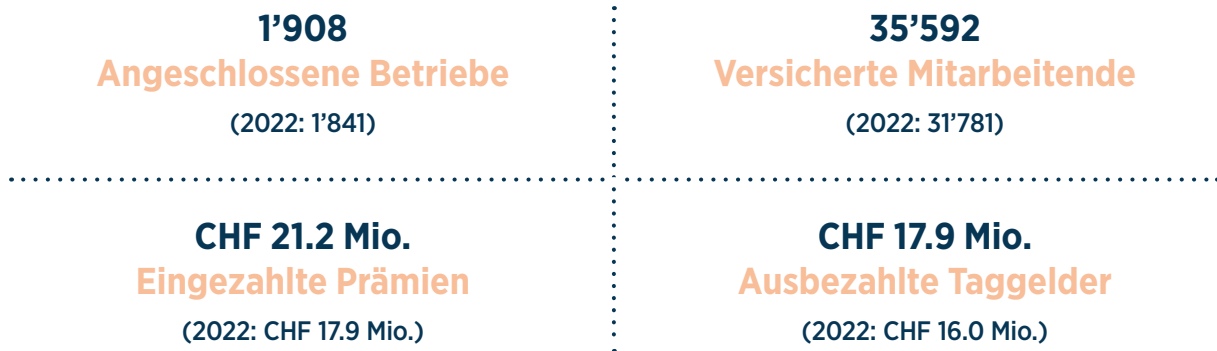 1’908
Angeschlossene Betriebe
(2022: 1’841)
35’592
Versicherte Mitarbeitende
(2022: 31’781)
CHF 21.2 Mio.
Eingezahlte Prämien
(2022: CHF 17.9 Mio.)
CHF 17.9 Mio.
Ausbezahlte Taggelder
(2022: CHF 16.0 Mio.)